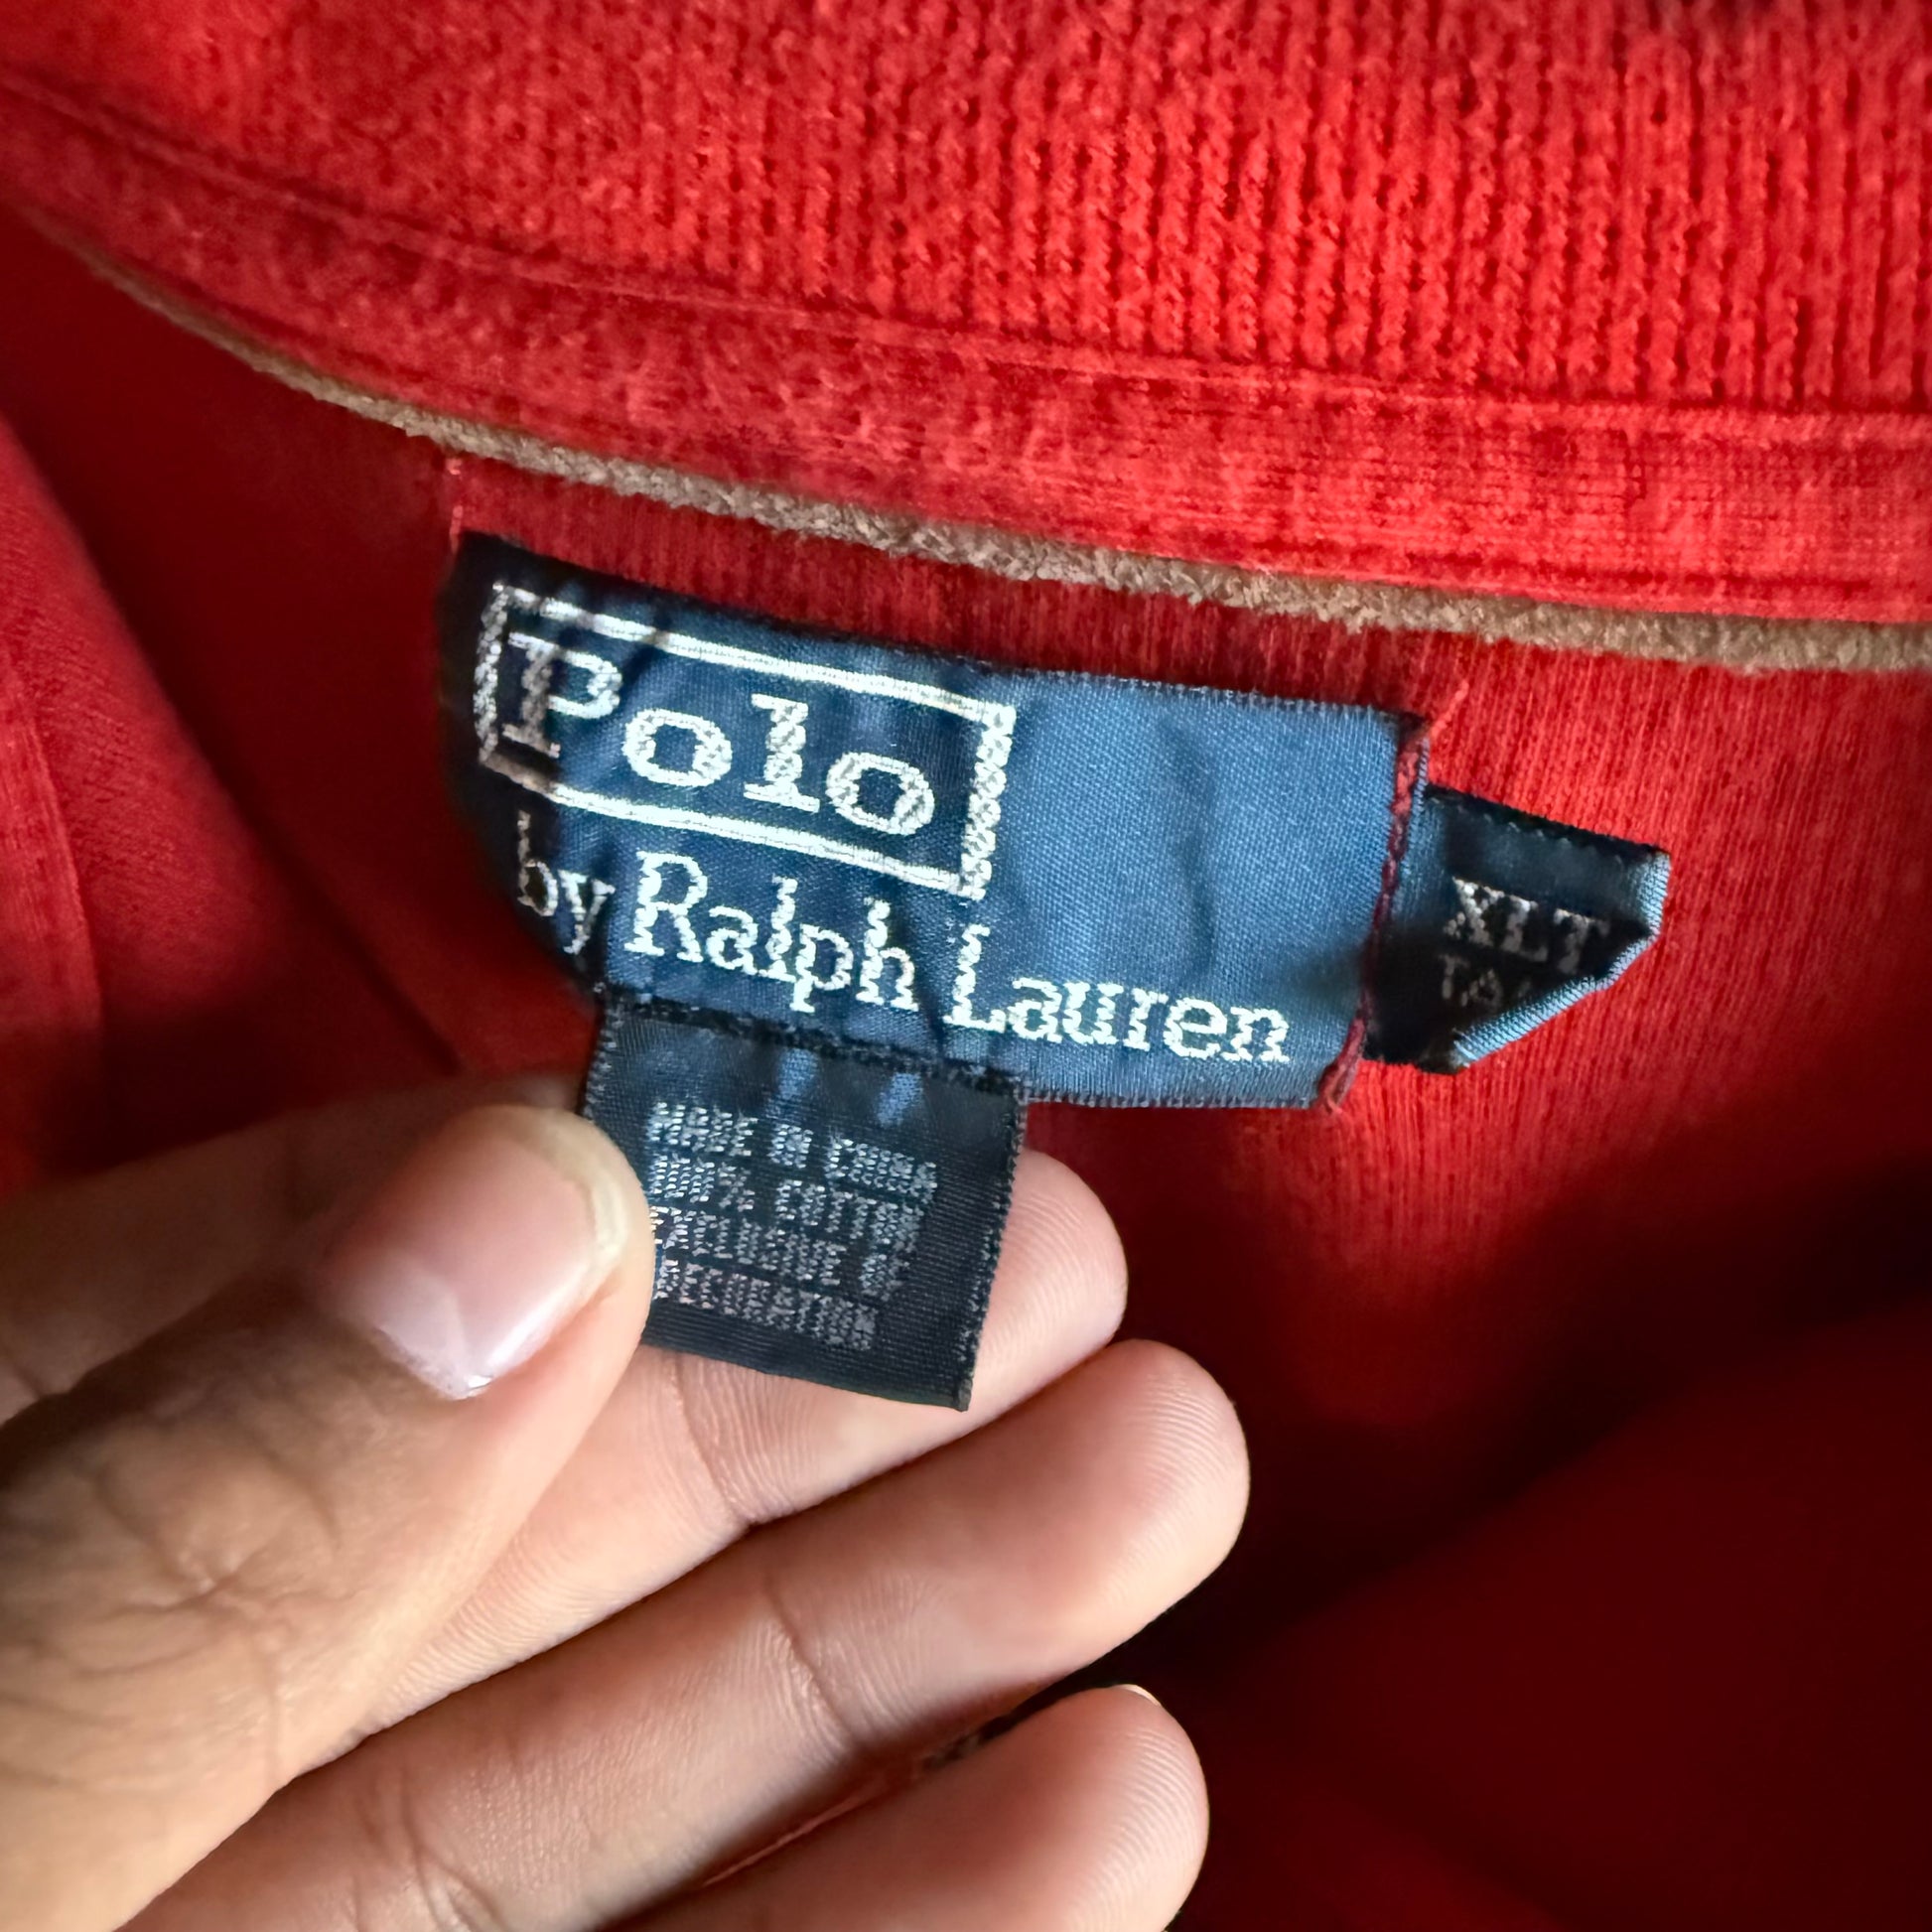 Polo
by Ralph Lauren
XLT
MADE IN CHINA
100% COTTON
EXCLUSIVE OF
DECORATION